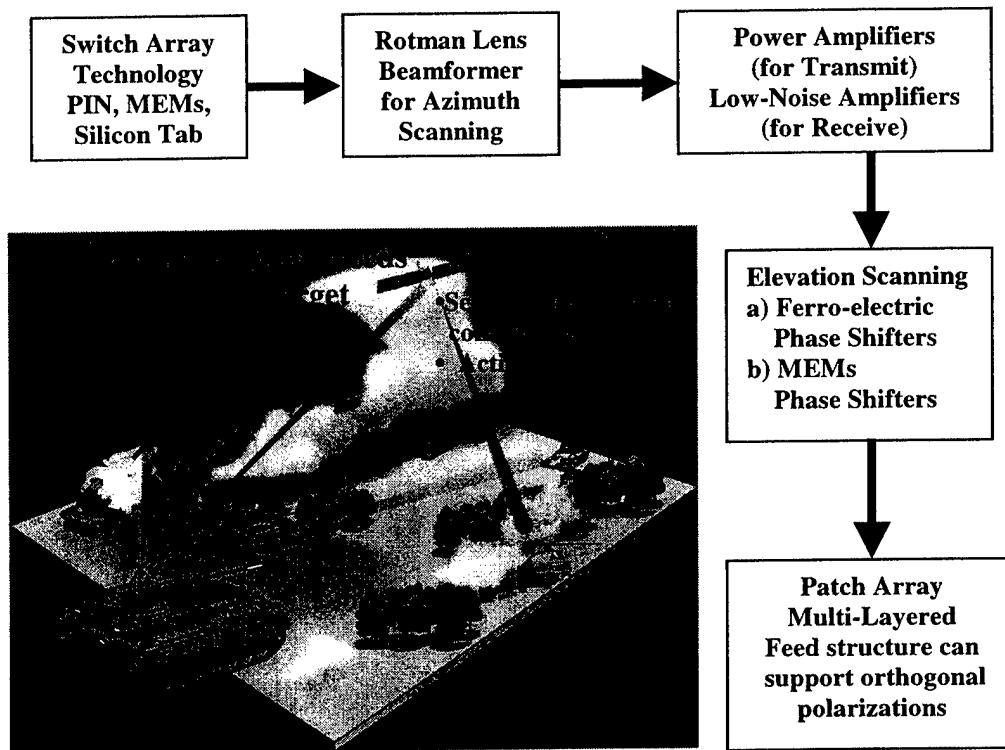 Switch Array
Technology
PIN, MEMs,
Silicon Tab
Rotman Lens
Beamformer
for Azimuth
Scanning
Power Amplifiers
(for Transmit)
Low-Noise Amplifiers
(for Receive)
Elevation Scanning
a) Ferro-electric
Phase Shifters
b) MEMs
Phase Shifters
Patch Array
Multi-Layered
Feed structure can
support orthogonal
polarizations